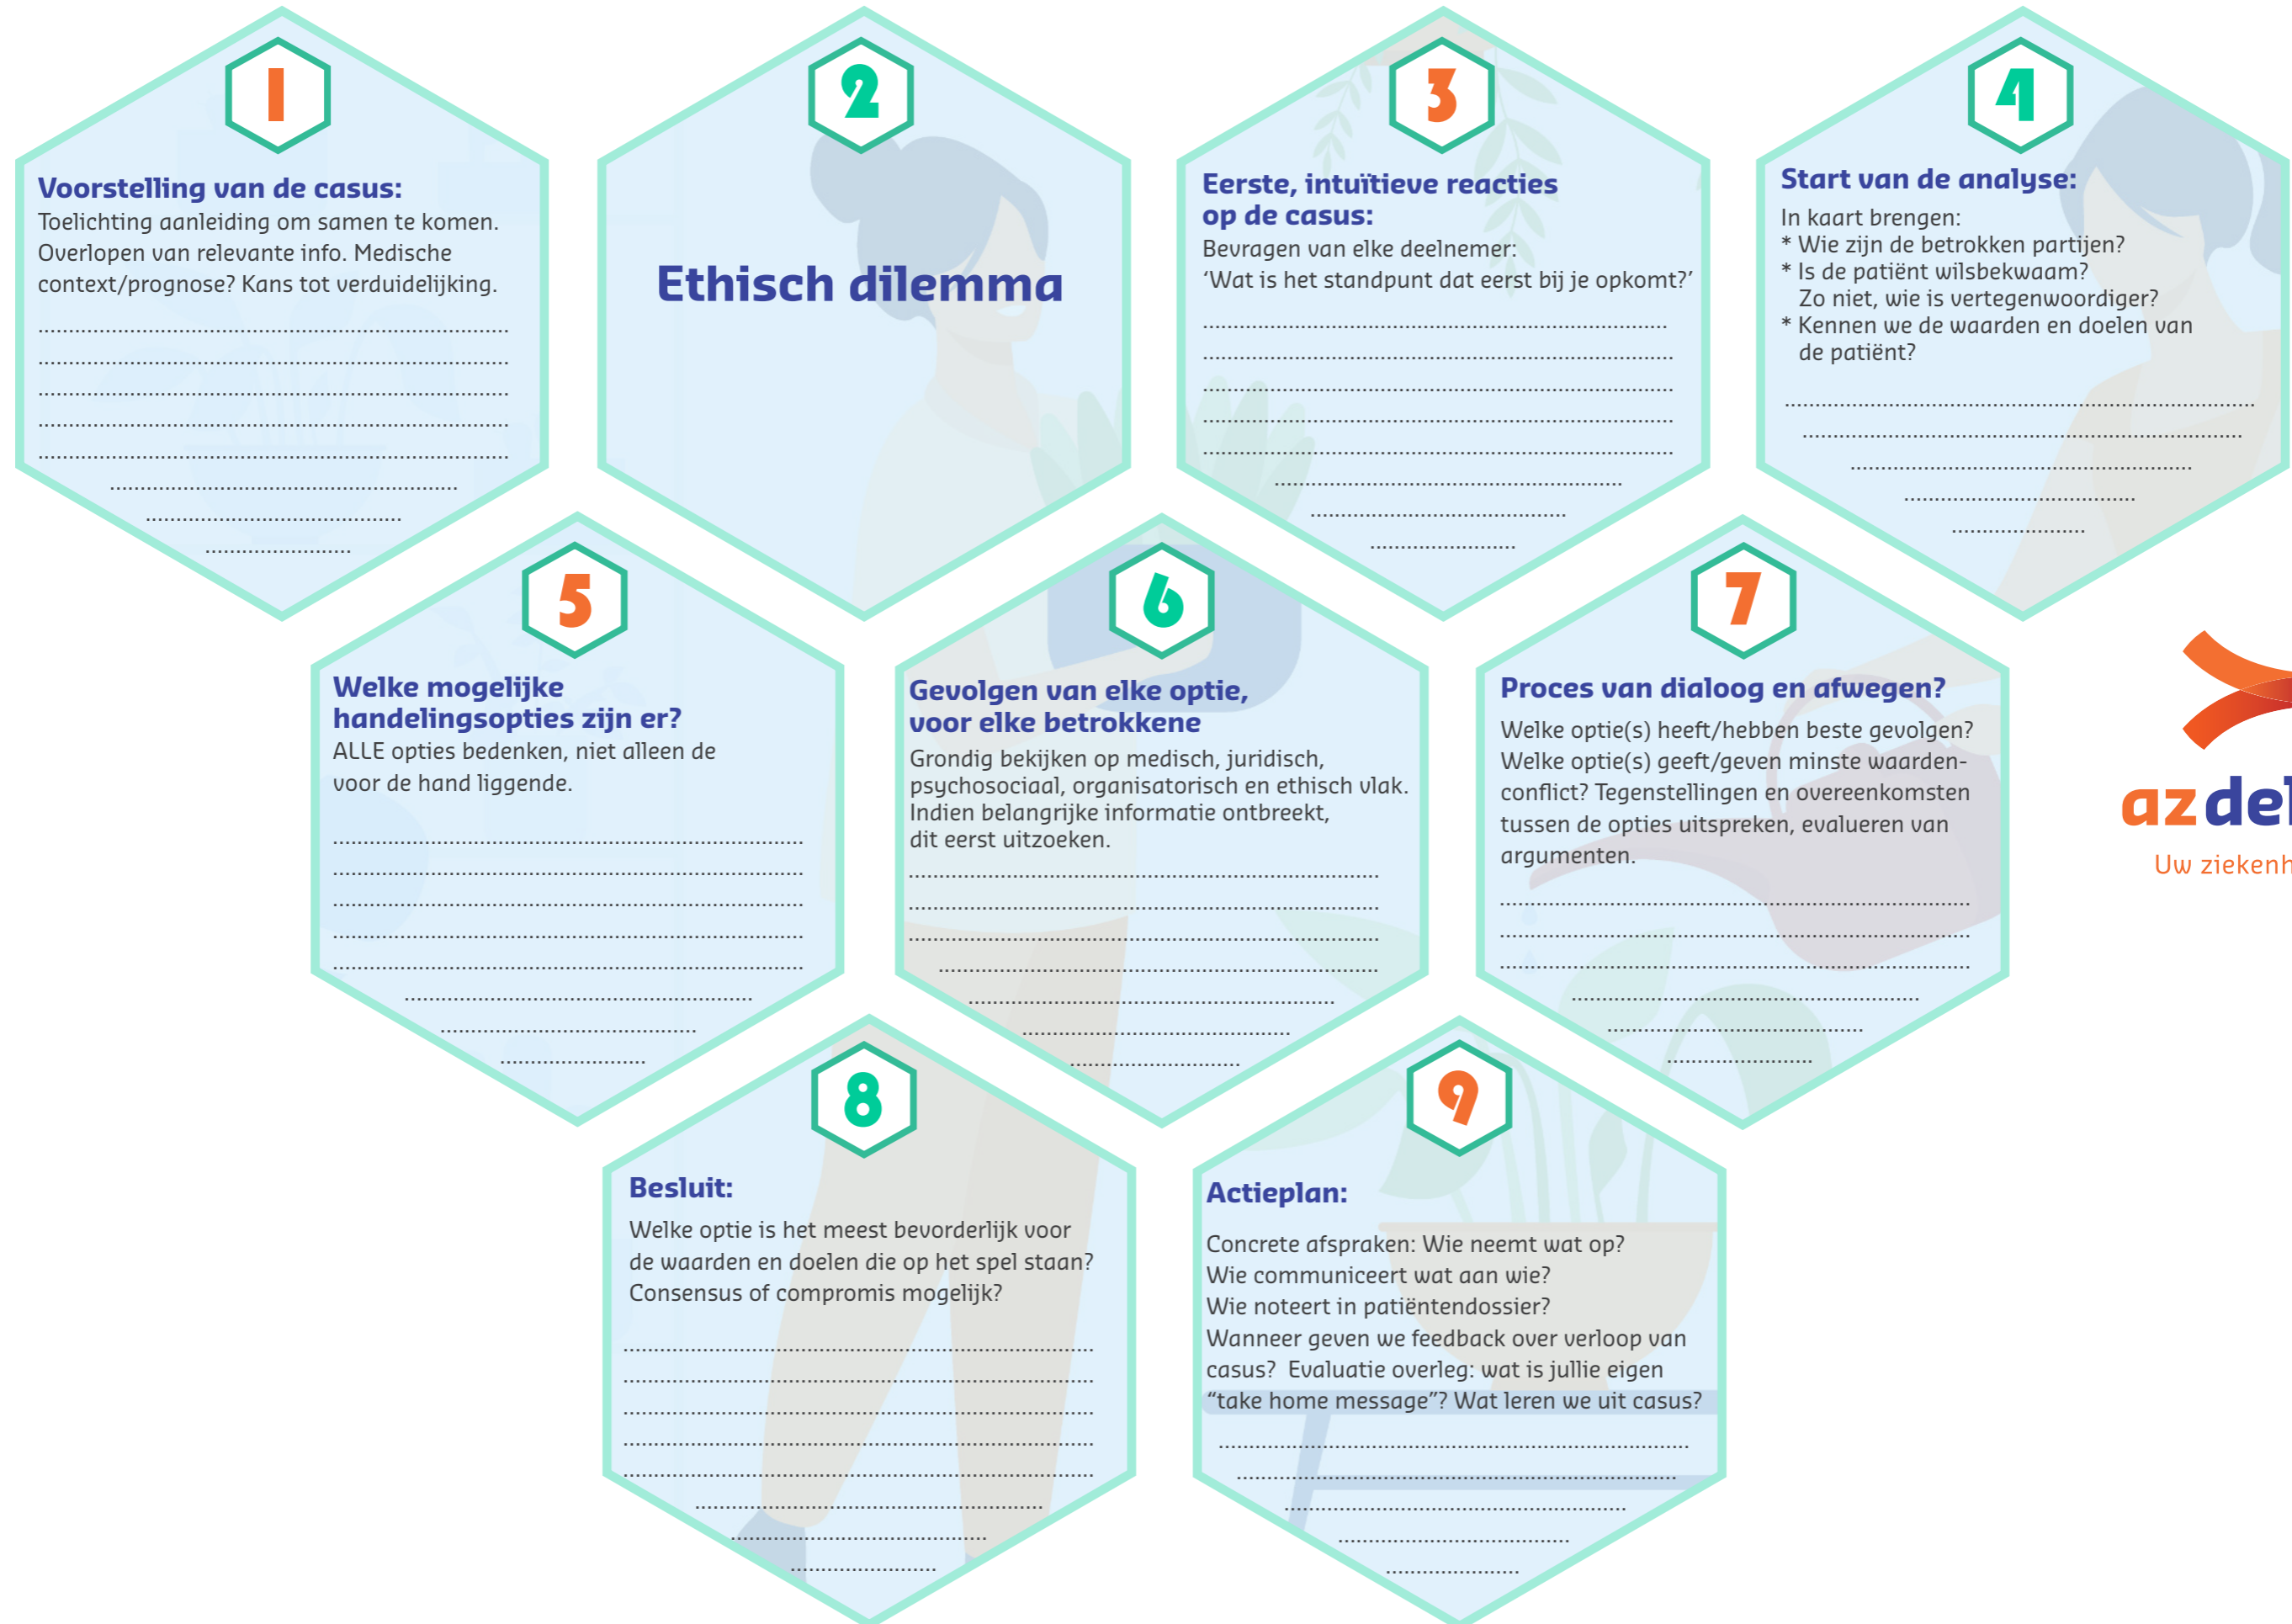 1
Voorstelling van de casus:
Toelichting aanleiding om samen te komen.
Overlopen van relevante info. Medische
context/prognose? Kans tot verduidelijking.
2
Ethisch dilemma
3
Eerste, intuïtieve reacties
op de casus:
Bevragen van elke deelnemer:
‘Wat is het standpunt dat eerst bij je opkomt?’
4
Start van de analyse:
In kaart brengen:
* Wie zijn de betrokken partijen?
* Is de patiënt wilsbekwaam?
Zo niet, wie is vertegenwoordiger?
* Kennen we de waarden en doelen van
de patiënt?
5
Welke mogelijke
handelingsopties zijn er?
ALLE opties bedenken, niet alleen de
voor de hand liggende.
6
Gevolgen van elke optie,
voor elke betrokkene
Grondig bekijken op medisch, juridisch,
psychosociaal, organisatorisch en ethisch vlak.
Indien belangrijke informatie ontbreekt,
dit eerst uitzoeken.
7
Proces van dialoog en afwegen?
Welke optie(s) heeft/hebben beste gevolgen?
Welke optie(s) geeft/geven minste waarden-
conflict? Tegenstellingen en overeenkomsten
tussen de opties uitspreken, evalueren van
argumenten.
az del
Uw ziekenh
8
Besluit:
Welke optie is het meest bevorderlijk voor
de waarden en doelen die op het spel staan?
Consensus of compromis mogelijk?
9
Actieplan:
Concrete afspraken: Wie neemt wat op?
Wie communiceert wat aan wie?
Wie noteert in patiëntendossier?
Wanneer geven we feedback over verloop van
casus?  Evaluatie overleg: wat is jullie eigen
“take home message”? Wat leren we uit casus?